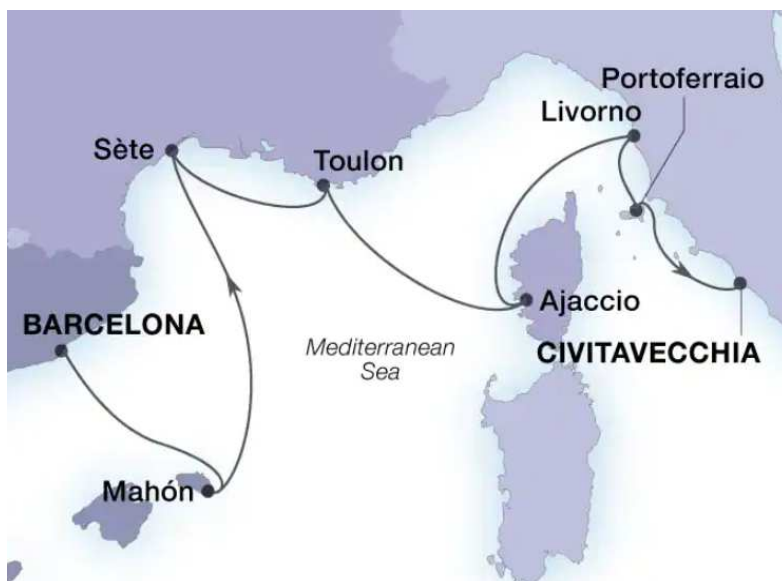 Portoferraio
Livorno
Sète
Toulon
Ajaccio
BARCELONA
Mediterranean
Sea
CIVITAVECCHIA
Mahón